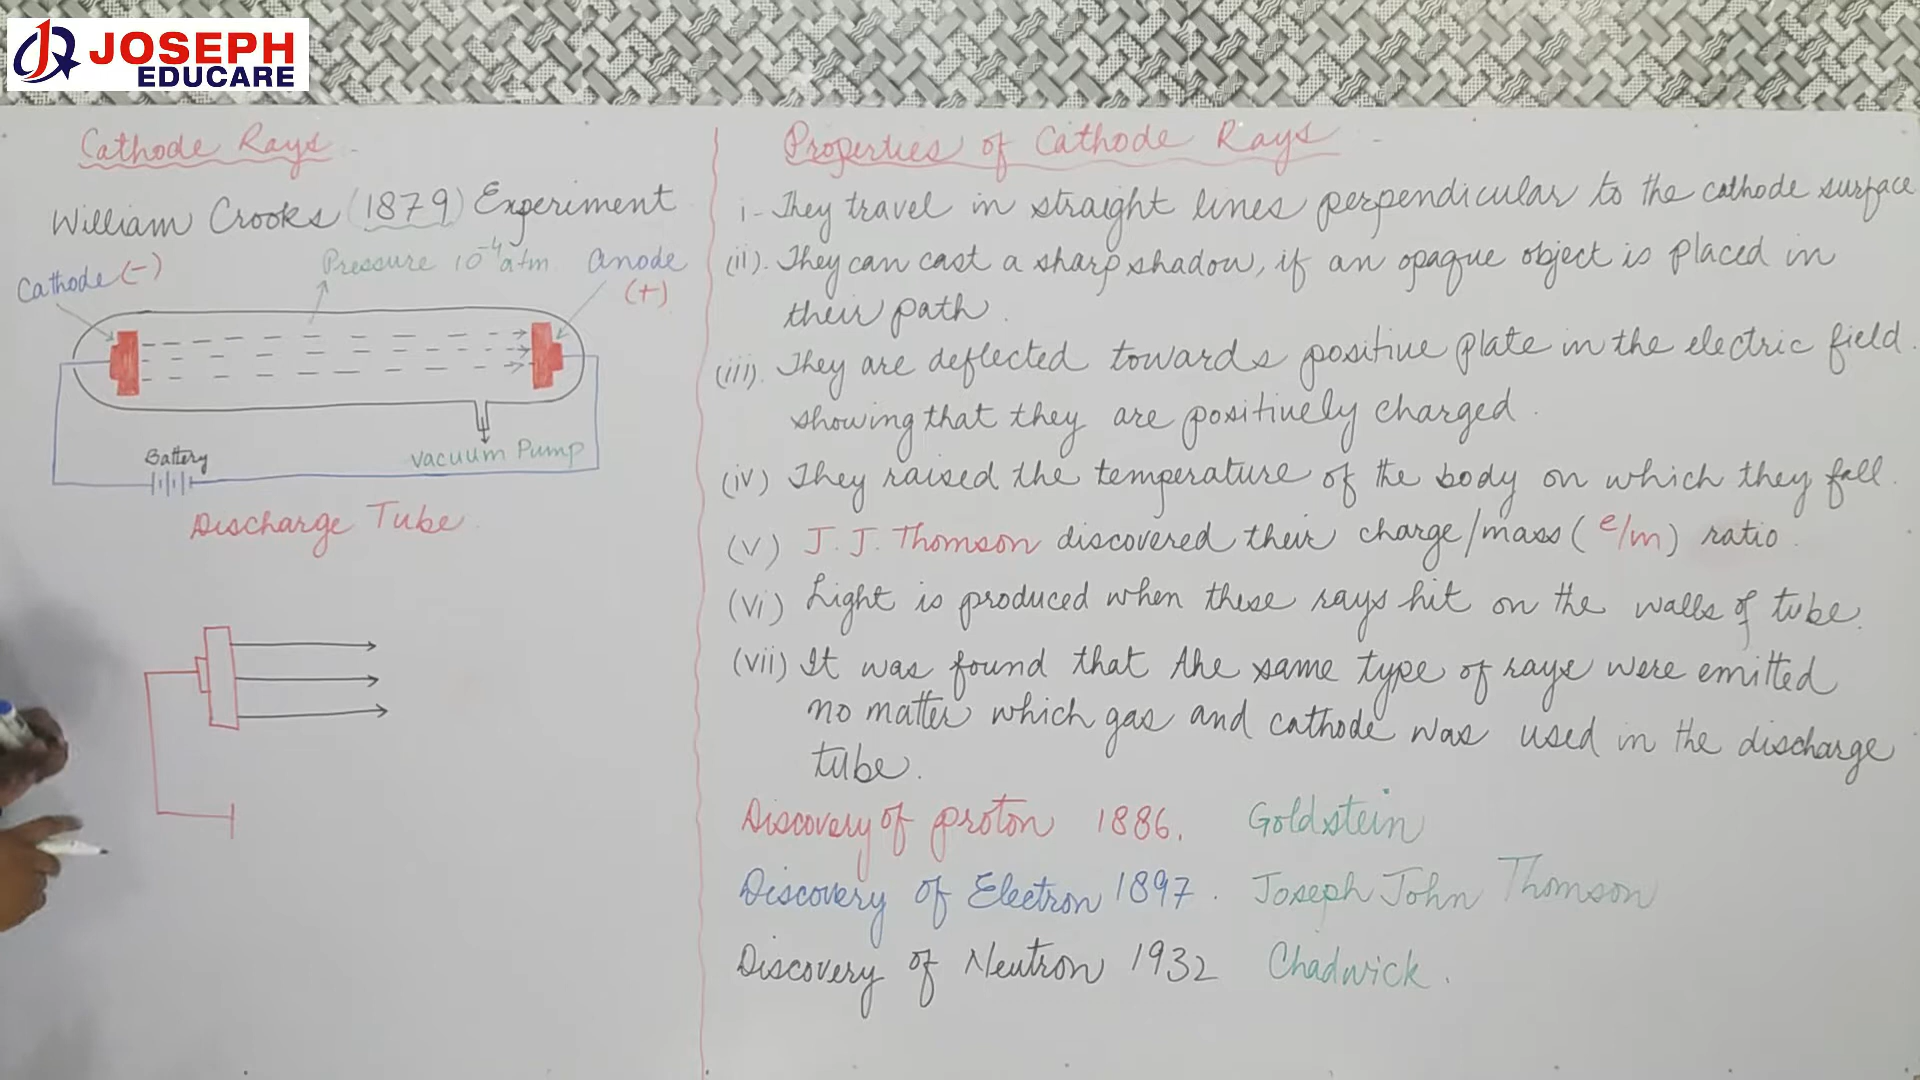 JOSEPH
EDUCARE
Cathode Rays
William Crooks (1879) Experiment
Cathode (-)
Pressure 10⁻⁴ atm
Anode
(+)
Battery
Vacuum Pump
Discharge Tube
Properties of Cathode Rays
i- They travel in straight lines perpendicular to the cathode surface
(ii). They can cast a sharp shadow, if an opaque object is placed in
their path.
(iii). They are deflected towards positive plate in the electric field.
showing that they are positively charged.
(iv) They raised the temperature of the body on which they fall.
(v) J. J. Thomson discovered their charge/mass (e/m) ratio.
(vi) Light is produced when these rays hit on the walls of tube.
(vii) It was found that the same type of rays were emitted
no matter which gas and cathode was used in the discharge
tube.
Discovery of proton 1886. Goldstein
Discovery of Electron 1897. Joseph John Thomson
Discovery of Neutron 1932 Chadwick.